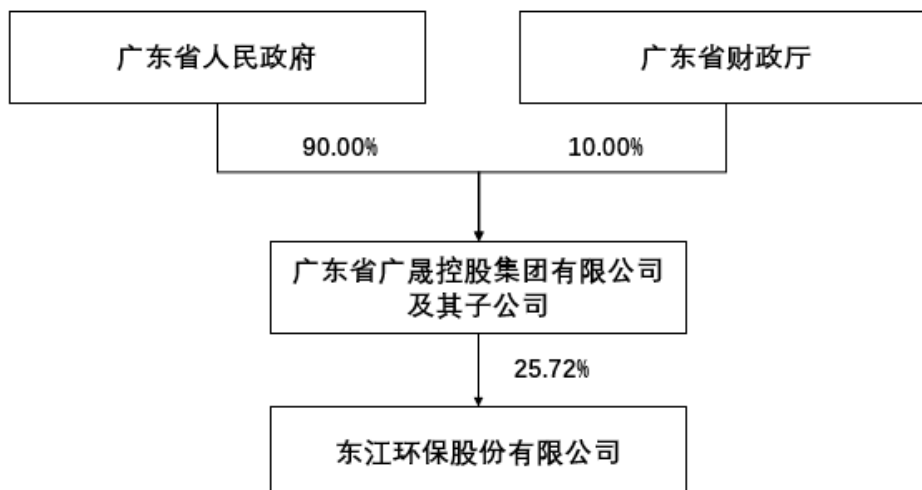 广东省人民政府
广东省财政厅
90.00%
10.00%
广东省广晟控股集团有限公司
及其子公司
25.72%
东江环保股份有限公司